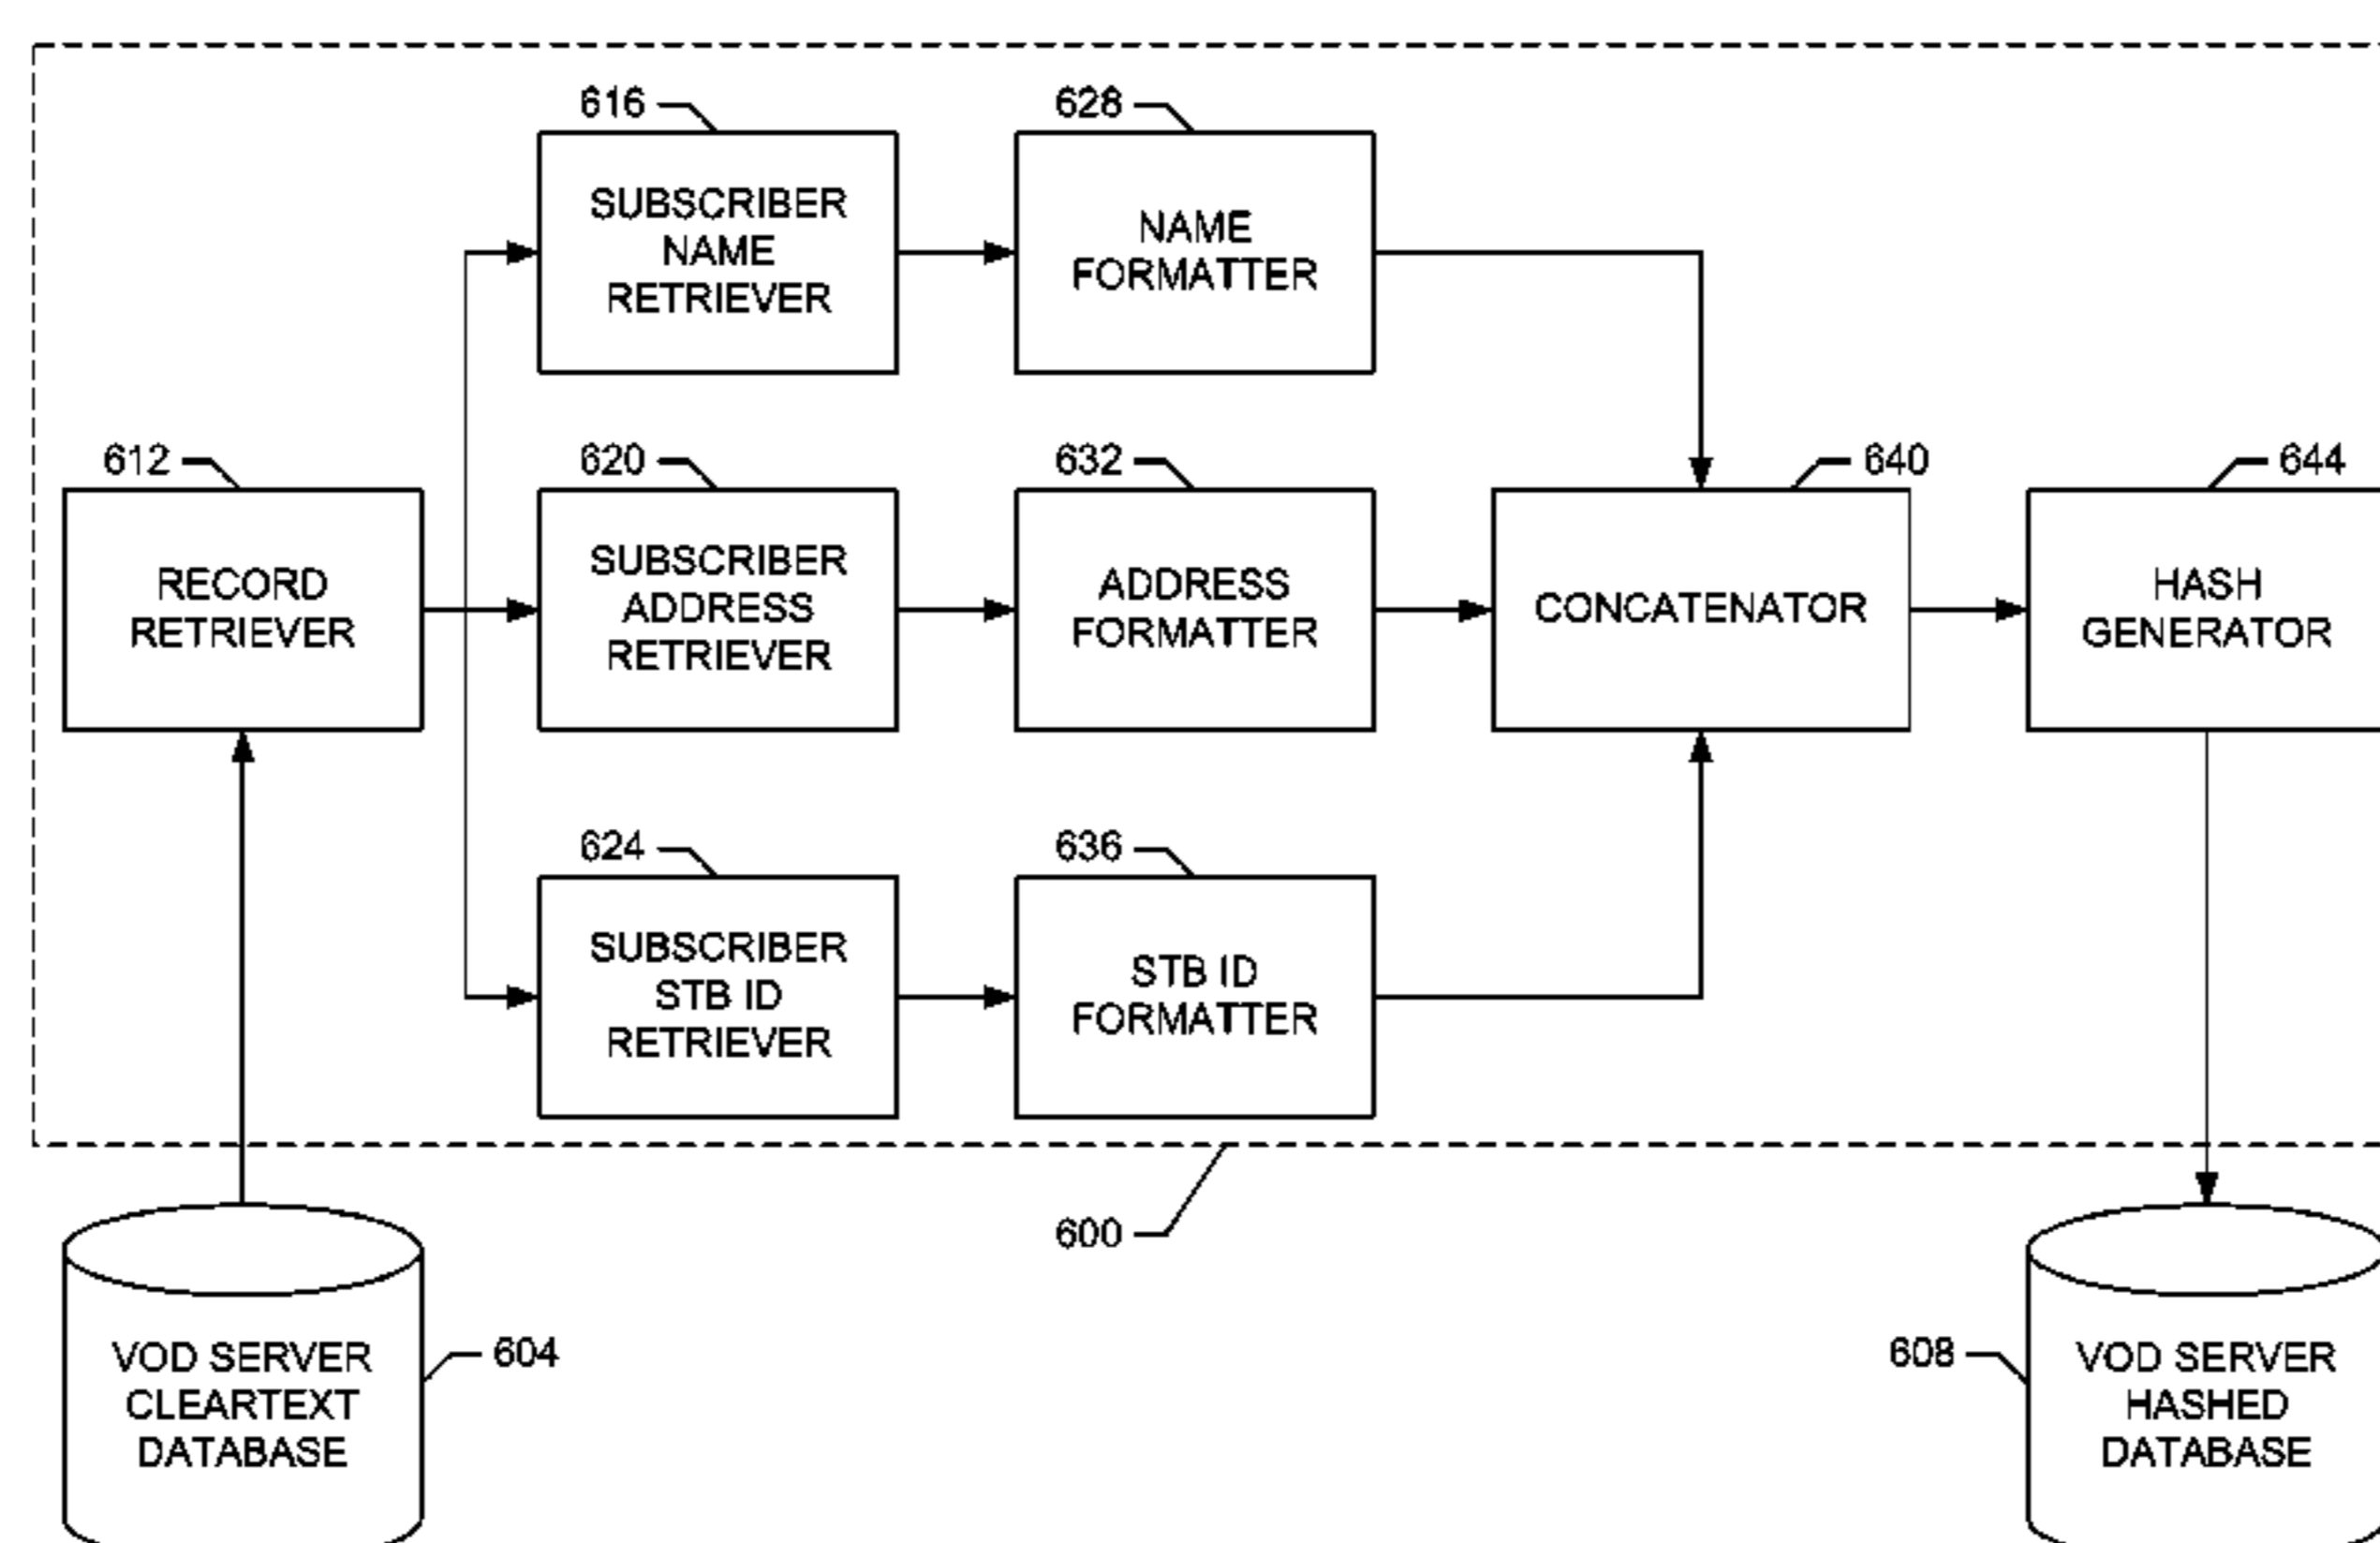 616
SUBSCRIBER
NAME
RETRIEVER
628
NAME
FORMATTER
612
RECORD
RETRIEVER
620
SUBSCRIBER
ADDRESS
RETRIEVER
632
ADDRESS
FORMATTER
640
CONCATENATOR
644
HASH
GENERATOR
624
SUBSCRIBER
STB ID
RETRIEVER
636
STB ID
FORMATTER
600
VOD SERVER
CLEARTEXT
DATABASE
604
608
VOD SERVER
HASHED
DATABASE